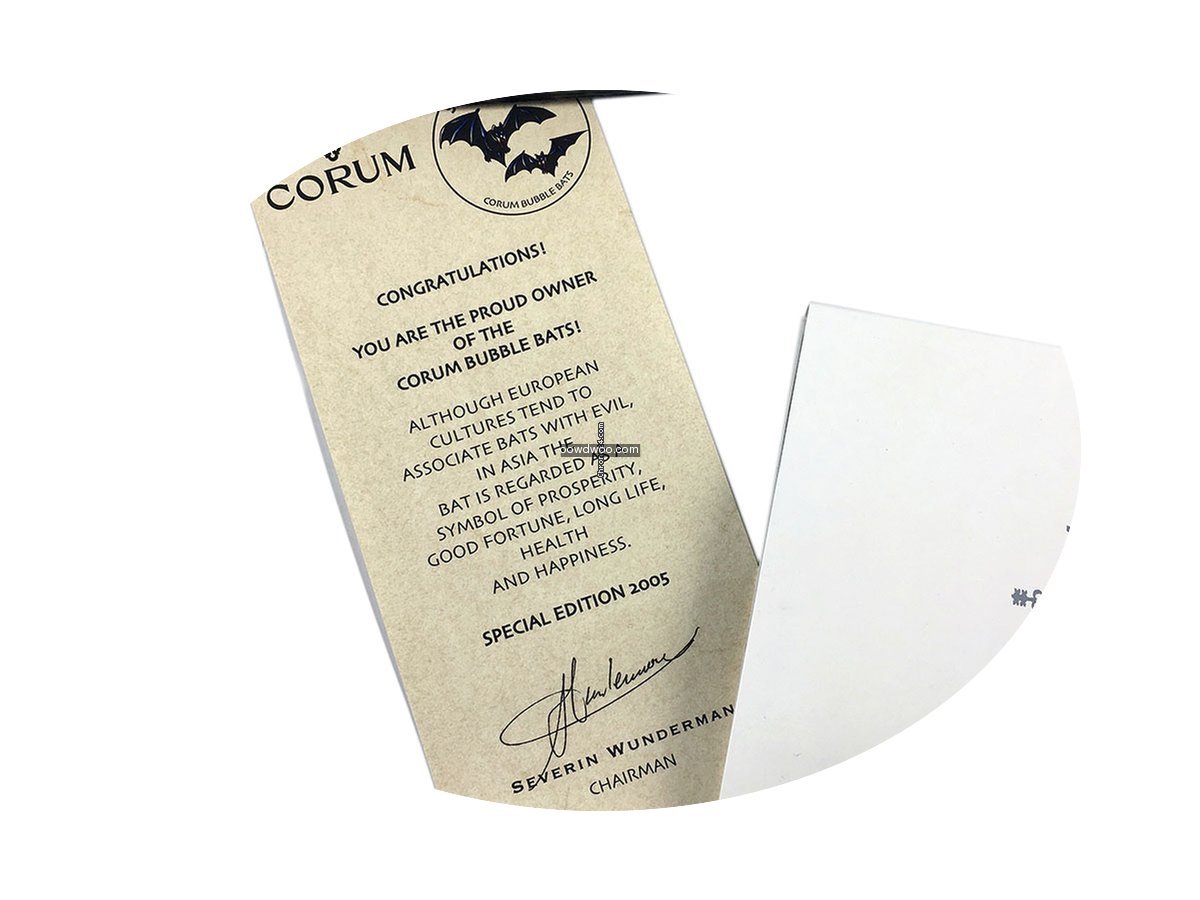 CORUM
CORUM BUBBLE BATS
CONGRATULATIONS!
YOU ARE THE PROUD OWNER
OF THE
CORUM BUBBLE BATS!
ALTHOUGH EUROPEAN
CULTURES TEND TO
ASSOCIATE BATS WITH EVIL,
IN ASIA THE
BAT IS REGARDED
SYMBOL OF PROSPERITY,
GOOD FORTUNE, LONG LIFE,
HEALTH
AND HAPPINESS.
SPECIAL EDITION 2005
SEVERIN WUNDERMAN
CHAIRMAN